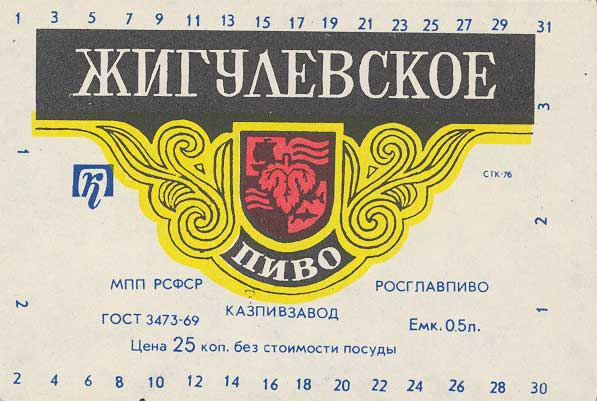 1 3 5 7 9 11 13 15 17 19 21 23 25 27 29 31
ЖИГУЛЕВСКОЕ
3
1
К
СТК-76
ПИВО
2
МПП РСФСР
РОСГЛАВПИВО
КАЗПИВЗАВОД
2
ГОСТ 3473-69
Емк. 0.5л.
1
Цена 25 коп. без стоимости посуды
2 4 6 8 10 12 14 16 18 20 22 24 26 28 29 30